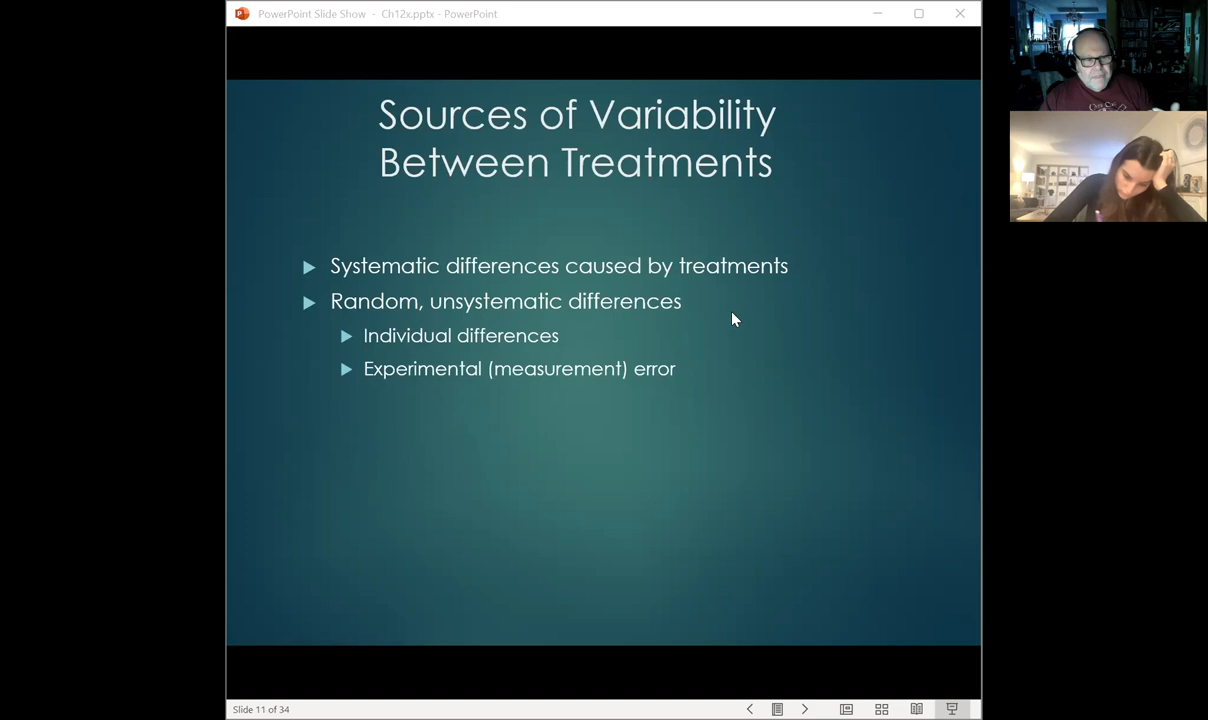 PowerPoint Slide Show - Ch12x.pptx - PowerPoint
Sources of Variability
Between Treatments
Systematic differences caused by treatments
Random, unsystematic differences
Individual differences
Experimental (measurement) error
Slide 11 of 34